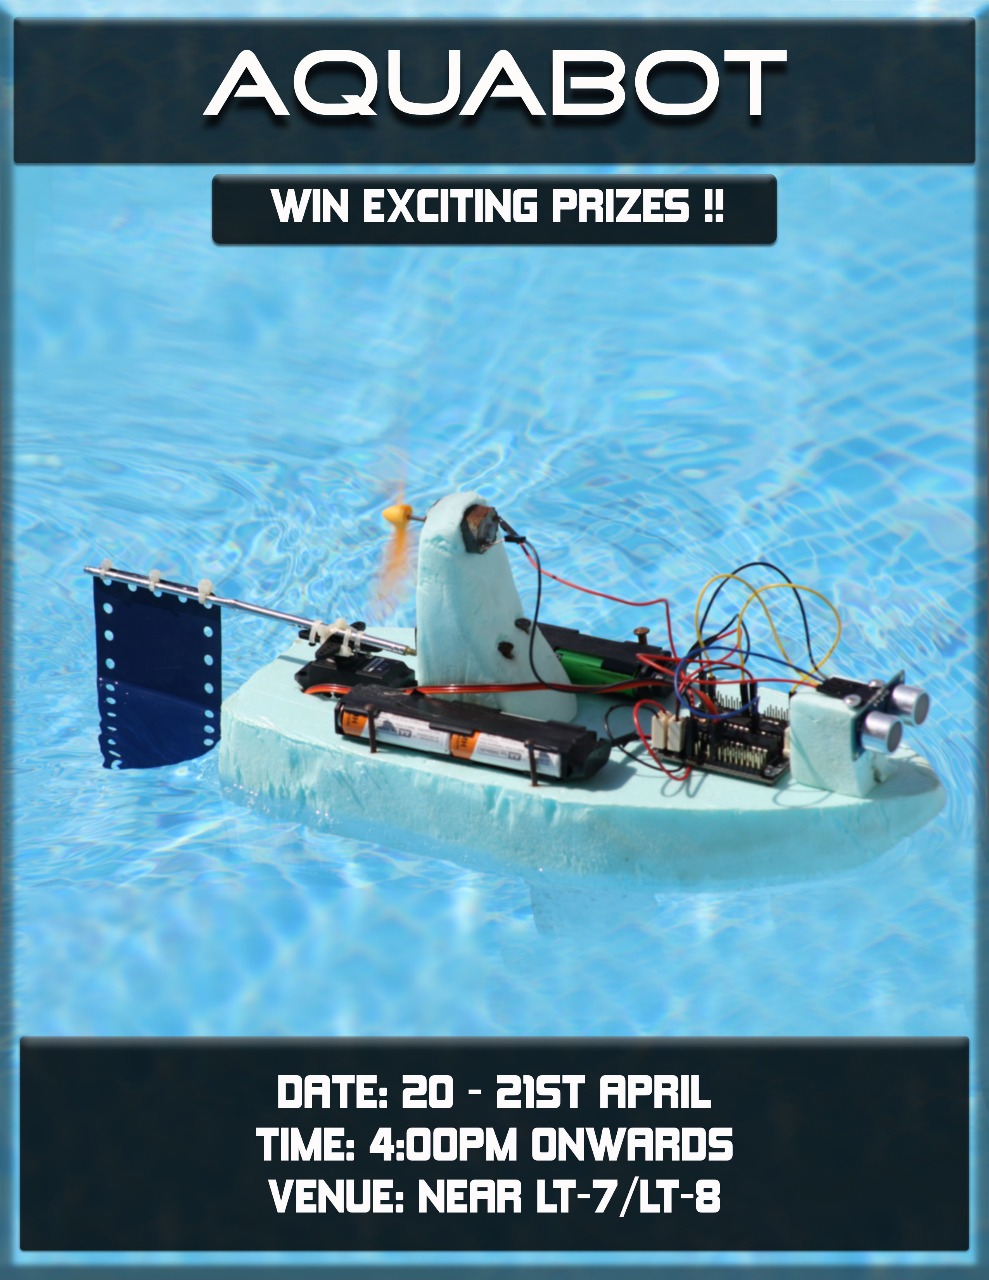 AQUABOT
WIN EXCITING PRIZES !!
DATE: 20 - 21ST APRIL
TIME: 4:00PM ONWARDS
VENUE: NEAR LT-7/LT-8